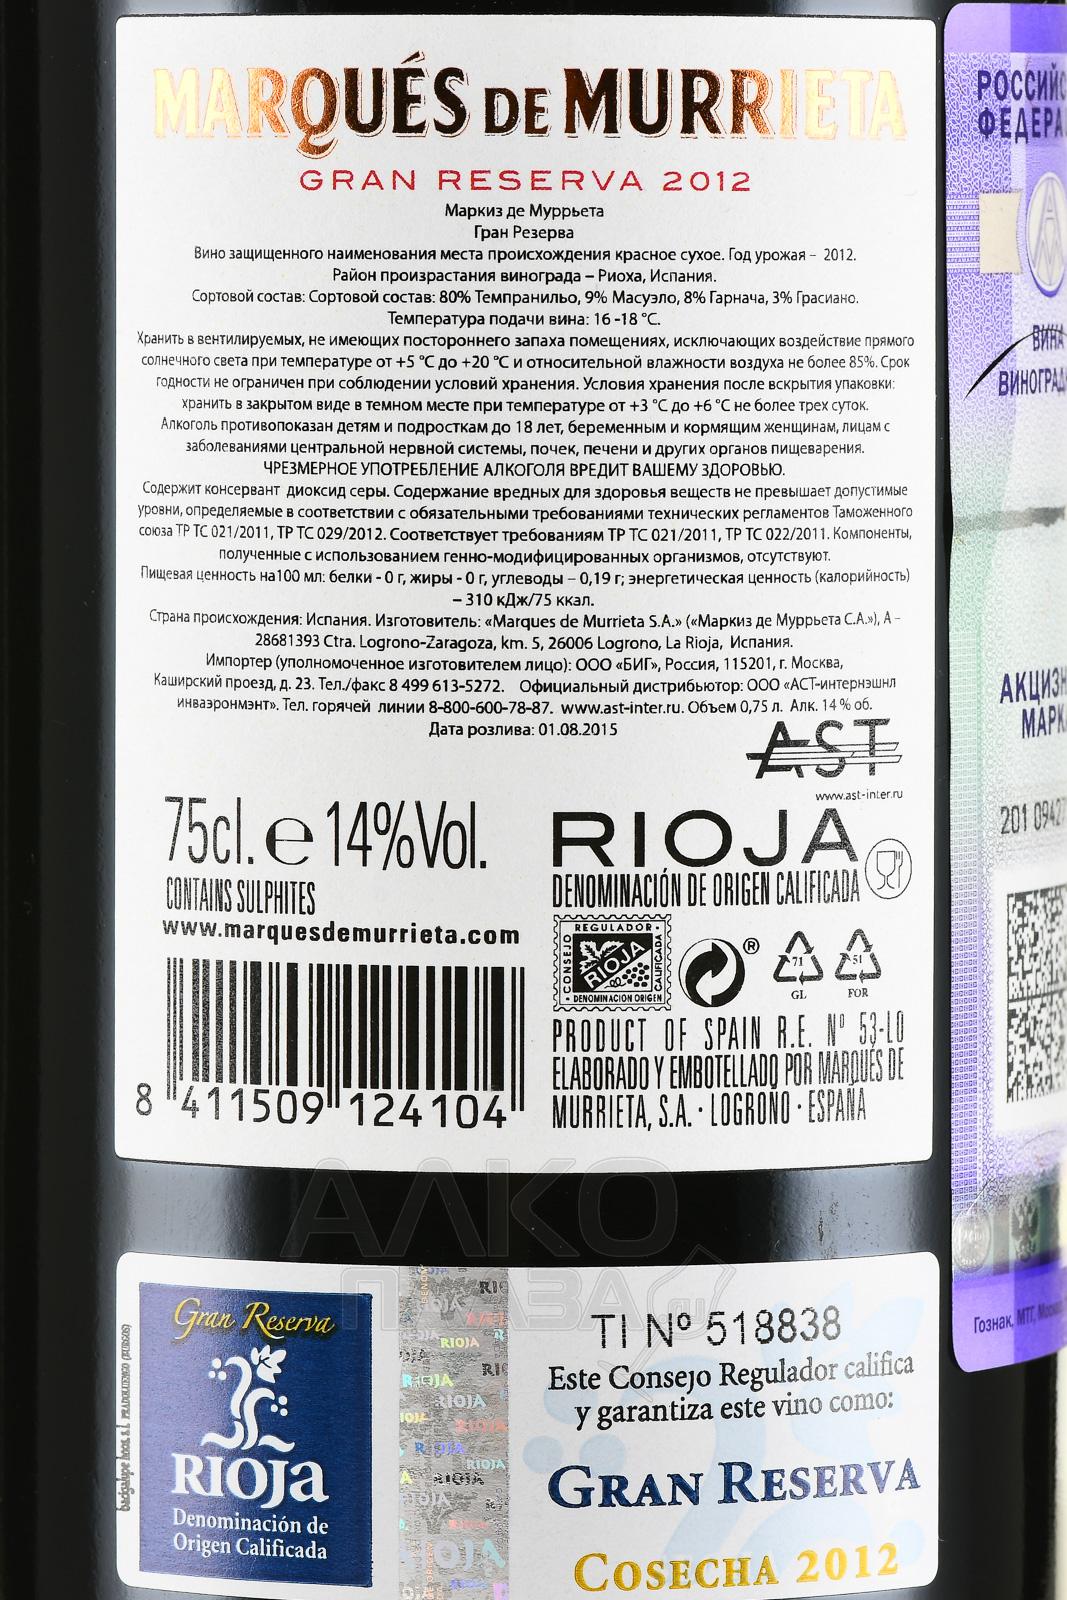 MARQUÉS DE MURRIETA
GRAN RESERVA 2012
Маркиз де Муррьета
Гран Резерва
Вино защищенного наименования места происхождения красное сухое. Год урожая – 2012.
Район произрастания винограда – Риоха, Испания.
Сортовой состав: Сортовой состав: 80% Темпранильо, 9% Масуэло, 8% Гарнача, 3% Грасиано.
Температура подачи вина: 16 -18 °С.
Хранить в вентилируемых, не имеющих постороннего запаха помещениях, исключающих воздействие прямого
солнечного света при температуре от +5 °С до +20 °С и относительной влажности воздуха не более 85%. Срок
годности не ограничен при соблюдении условий хранения. Условия хранения после вскрытия упаковки:
хранить в закрытом виде в темном месте при температуре от +3 °С до +6 °С не более трех суток.
Алкоголь противопоказан детям и подросткам до 18 лет, беременным и кормящим женщинам, лицам с
заболеваниями центральной нервной системы, почек, печени и других органов пищеварения.
ЧРЕЗМЕРНОЕ УПОТРЕБЛЕНИЕ АЛКОГОЛЯ ВРЕДИТ ВАШЕМУ ЗДОРОВЬЮ.
Содержит консервант диоксид серы. Содержание вредных для здоровья веществ не превышает допустимые
уровни, определяемые в соответствии с обязательными требованиями технических регламентов Таможенного
союза ТР ТС 021/2011, ТР ТС 029/2012. Соответствует требованиям ТР ТС 021/2011, ТР ТС 022/2011. Компоненты,
полученные с использованием генно-модифицированных организмов, отсутствуют.
Пищевая ценность на100 мл: белки - 0 г, жиры - 0 г, углеводы – 0,19 г; энергетическая ценность (калорийность)
– 310 кДж/75 ккал.
Страна происхождения: Испания. Изготовитель: «Marques de Murrieta S.A.» («Маркиз де Муррьета С.А.»), А –
28681393 Ctra. Logrono-Zaragoza, km. 5, 26006 Logrono, La Rioja, Испания.
Импортер (уполномоченное изготовителем лицо): ООО «БИГ», Россия, 115201, г. Москва,
Каширский проезд, д. 23. Тел./факс 8 499 613-5272. Официальный дистрибьютор: ООО «АСТ-интернэшнл
инваэронмэнт». Тел. горячей линии 8-800-600-78-87. www.ast-inter.ru. Объем 0,75 л. Алк. 14 % об.
Дата розлива: 01.08.2015
AST
www.ast-inter.ru
75cl. e 14%Vol.
CONTAINS SULPHITES
www.marquesdemurrieta.com
8 411509 124104
RIOJA
DENOMINACIÓN DE ORIGEN CALIFICADA
CONSEJO REGULADOR
RIOJA
DENOMINACION ORIGEN CALIFICADA
®
71
GL
51
FOR
PRODUCT OF SPAIN R.E. Nº 53-LO
ELABORADO Y EMBOTELLADO POR MARQUÉS DE
MURRIETA, S.A. · LOGROÑO · ESPAÑA
РОССИЙС
ФЕДЕРА
ВИНА
ВИНОГРАД
АКЦИЗН
МАРК
201 0942
Гознак, МТГ, Моск
АЛКО
ПЛАЗА
.ru
Gran Reserva
RIOJa
Denominación de
Origen Calificada
RIOJA
TI Nº 518838
Este Consejo Regulador califica
y garantiza este vino como:
GRAN RESERVA
COSECHA 2012